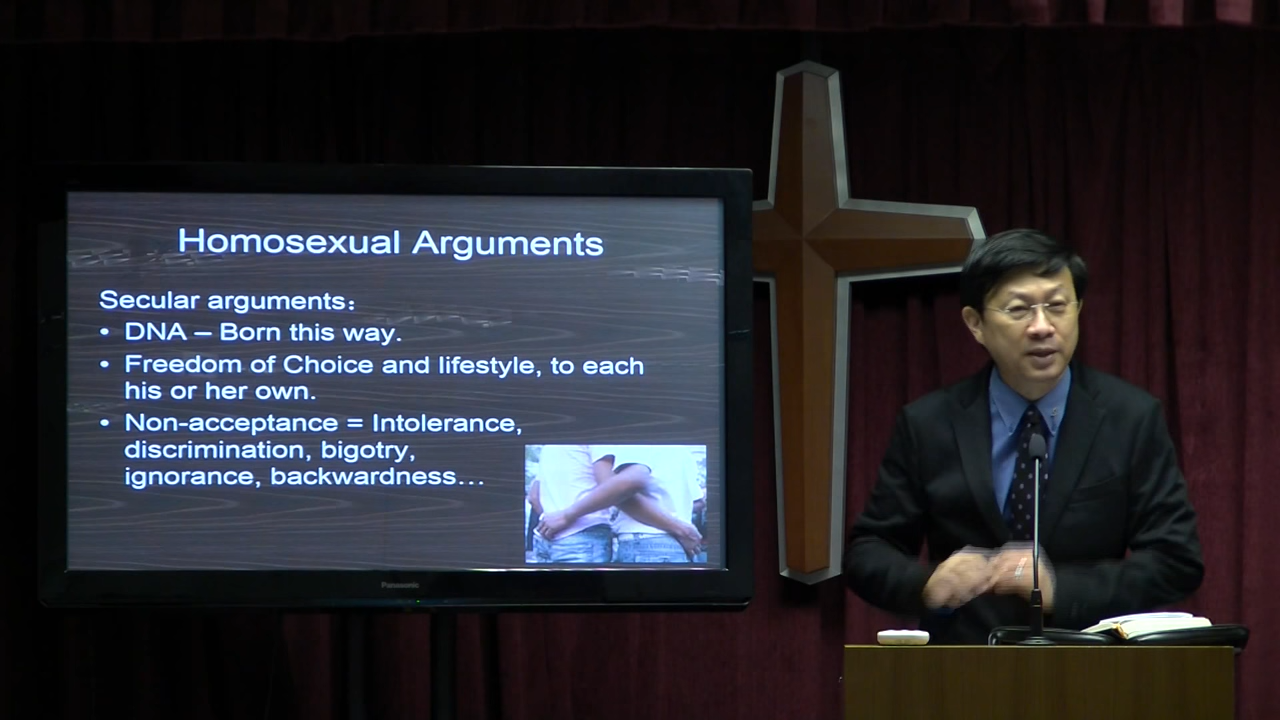 Homosexual Arguments
Secular arguments:
• DNA – Born this way.
• Freedom of Choice and lifestyle, to each
his or her own.
• Non-acceptance = Intolerance,
discrimination, bigotry,
ignorance, backwardness…
Panasonic